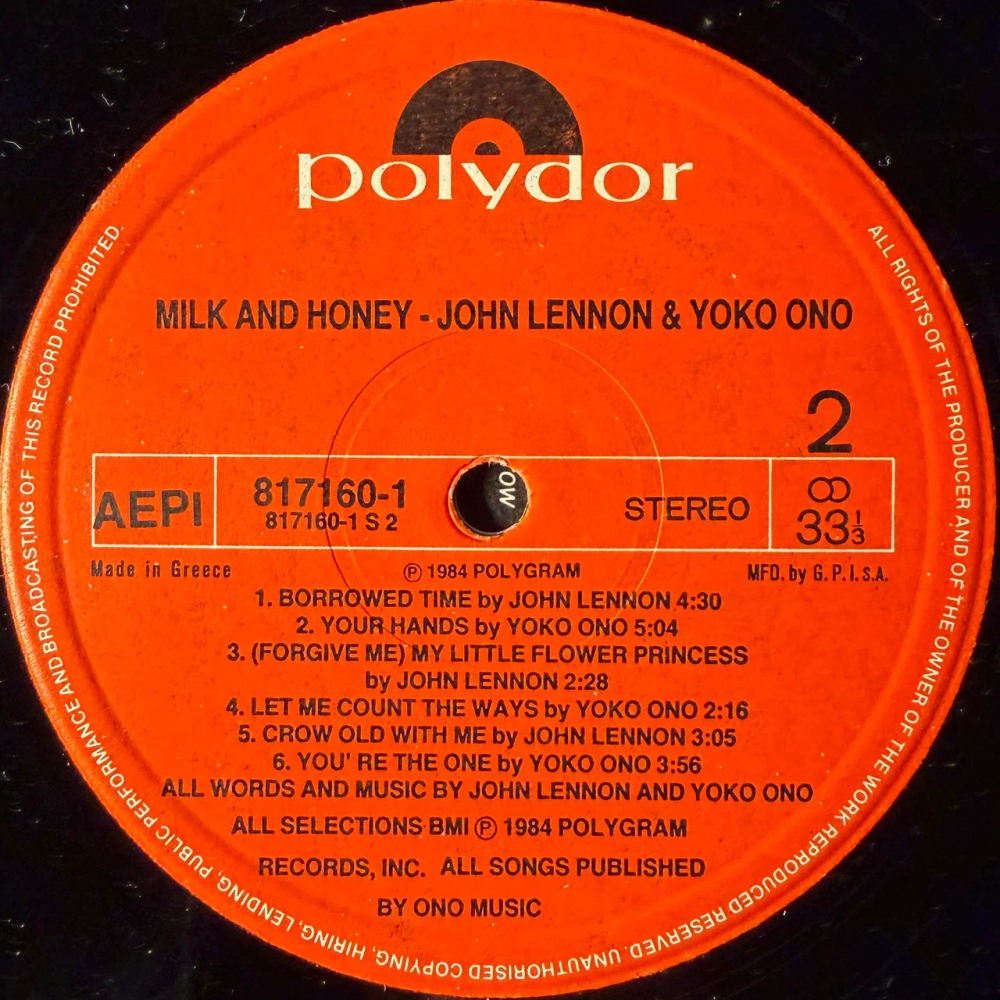 polydor
MILK AND HONEY - JOHN LENNON & YOKO ONO
2
AEPI
817160-1
817160-1 S 2
STEREO
33 1/3
Made in Greece
℗ 1984 POLYGRAM
MFD. by G. P. I. S.A.
1. BORROWED TIME by JOHN LENNON 4:30
2. YOUR HANDS by YOKO ONO 5:04
3. (FORGIVE ME) MY LITTLE FLOWER PRINCESS
by JOHN LENNON 2:28
4. LET ME COUNT THE WAYS by YOKO ONO 2:16
5. CROW OLD WITH ME by JOHN LENNON 3:05
6. YOU' RE THE ONE by YOKO ONO 3:56
ALL WORDS AND MUSIC BY JOHN LENNON AND YOKO ONO
ALL SELECTIONS BMI ℗ 1984 POLYGRAM
RECORDS, INC. ALL SONGS PUBLISHED
BY ONO MUSIC
ALL RIGHTS OF THE PRODUCER AND OF THE OWNER OF THE WORK REPRODUCED RESERVED. UNAUTHORISED COPYING, HIRING, LENDING, PUBLIC PERFORMANCE AND BROADCASTING OF THIS RECORD PROHIBITED.